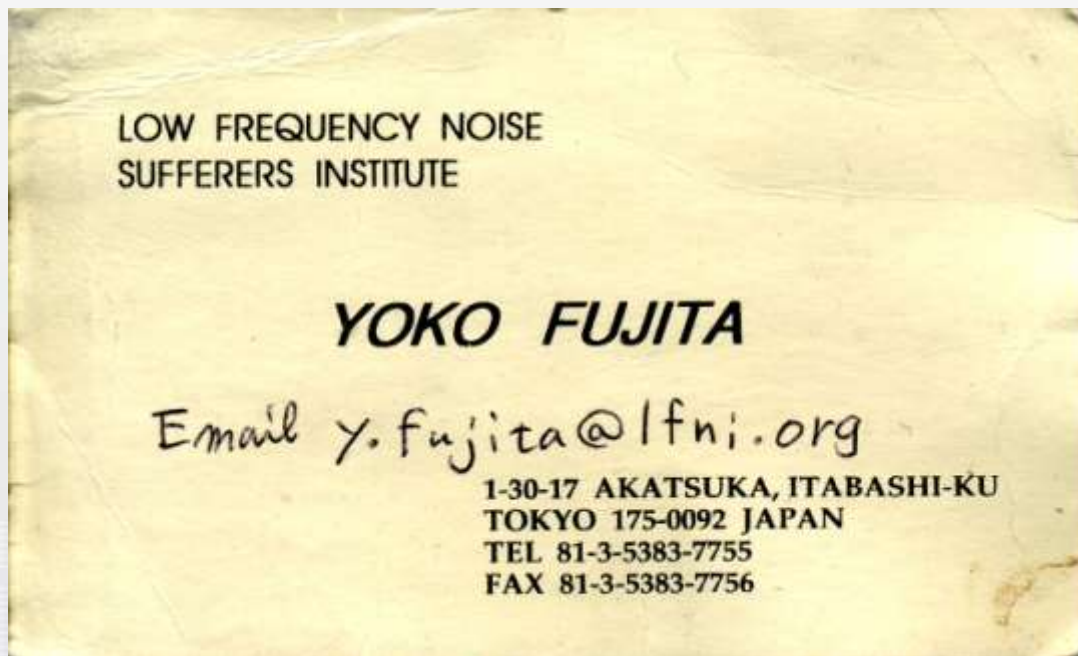 LOW FREQUENCY NOISE
SUFFERERS INSTITUTE
YOKO FUJITA
Email y.fujita@lfni.org
1-30-17 AKATSUKA, ITABASHI-KU
TOKYO 175-0092 JAPAN
TEL 81-3-5383-7755
FAX 81-3-5383-7756